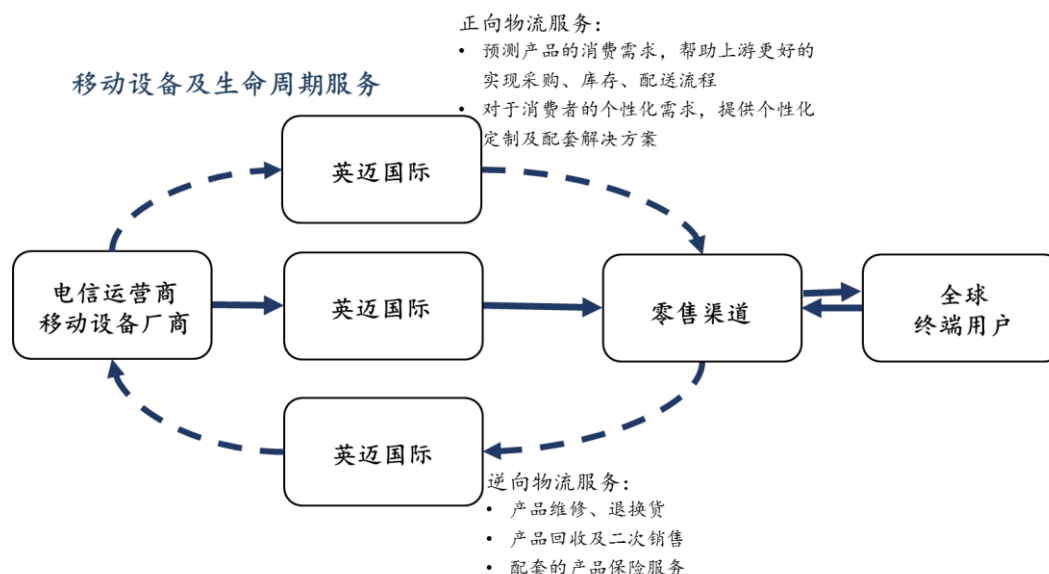 正向物流服务：
• 预测产品的消费需求，帮助上游更好的
实现采购、库存、配送流程
• 对于消费者的个性化需求，提供个性化
定制及配套解决方案
移动设备及生命周期服务
英迈国际
电信运营商
移动设备厂商
英迈国际
零售渠道
全球
终端用户
英迈国际
逆向物流服务：
• 产品维修、退换货
• 产品回收及二次销售
• 配套的产品保险服务